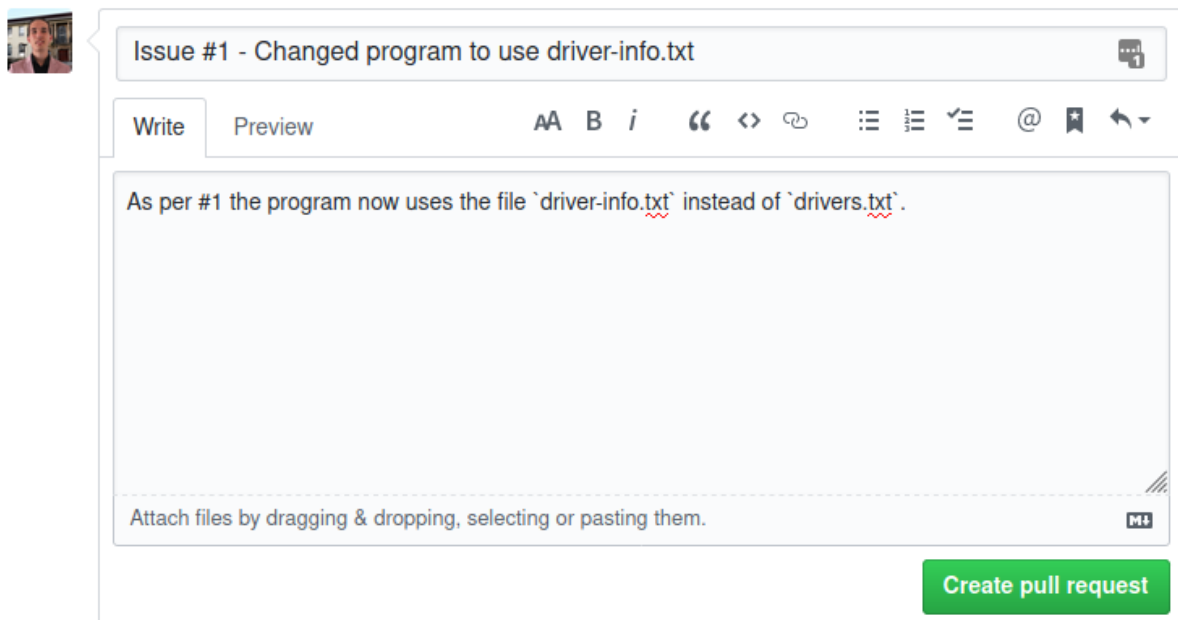 Issue #1 - Changed program to use driver-info.txt
1
Write Preview AA B i “ <> @
As per #1 the program now uses the file `driver-info.txt` instead of `drivers.txt`.
Attach files by dragging & dropping, selecting or pasting them. M↓
Create pull request